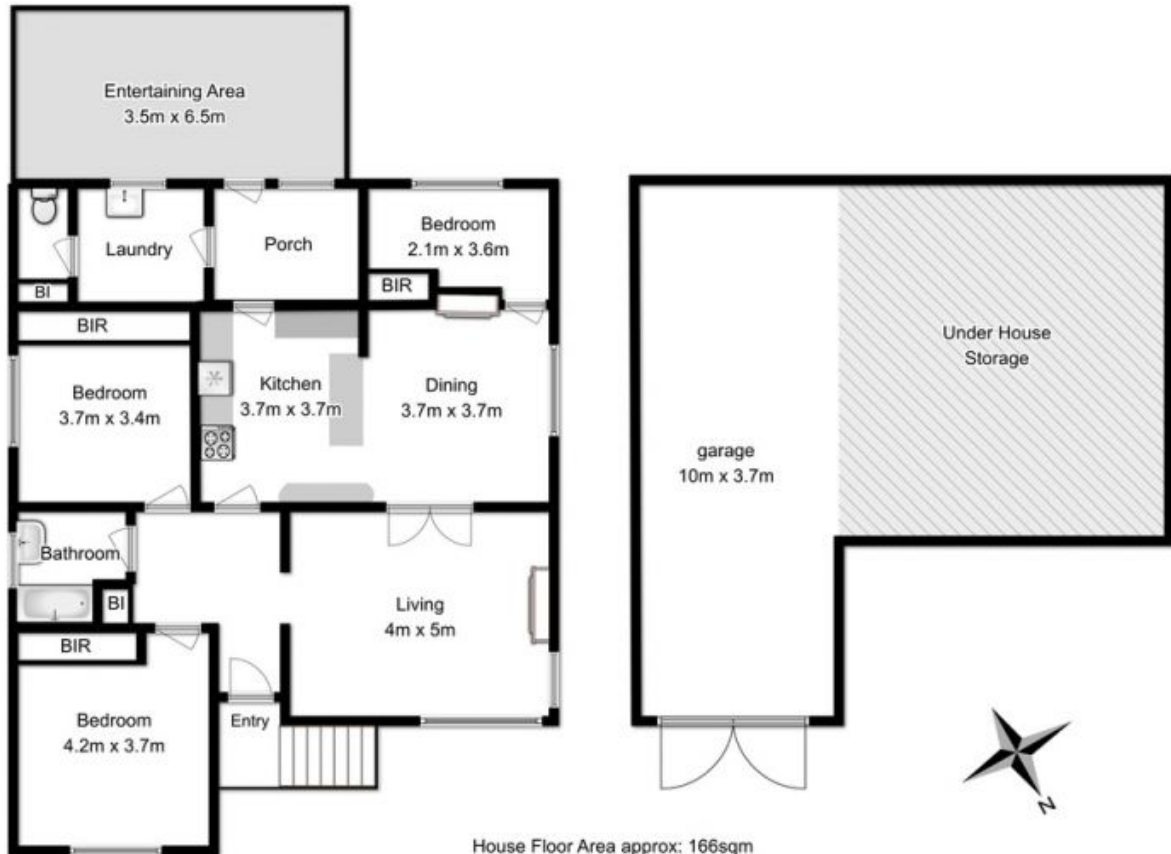 Entertaining Area
3.5m x 6.5m
Laundry
Porch
Bedroom
2.1m x 3.6m
BI
BIR
BIR
Bedroom
3.7m x 3.4m
Kitchen
3.7m x 3.7m
Dining
3.7m x 3.7m
Bathroom
BI
BIR
Living
4m x 5m
Bedroom
4.2m x 3.7m
Entry
Under House
Storage
garage
10m x 3.7m
N
House Floor Area approx: 166sqm